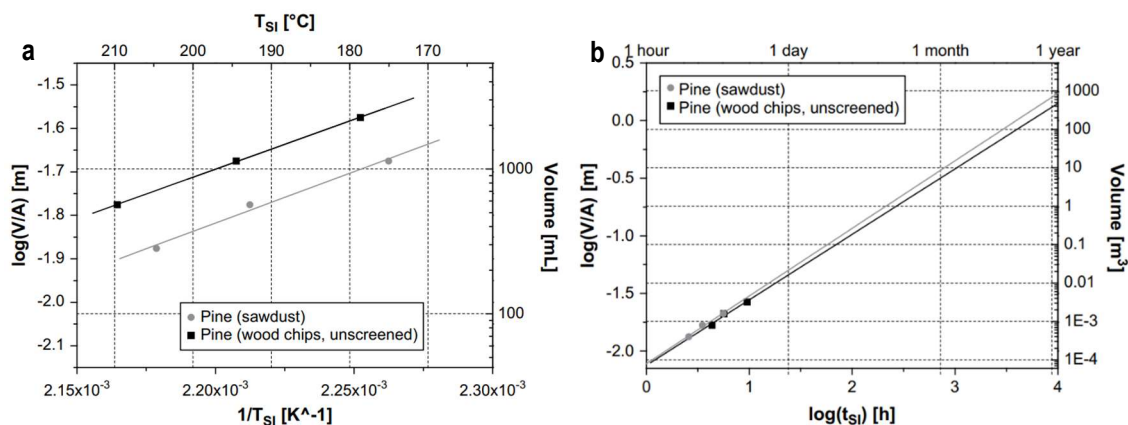 a
T_SI [°C]
210 200 190 180 170
log(V/A) [m]
-1.5
-1.6
-1.7
-1.8
-1.9
-2.0
-2.1
1000
100
Volume [mL]
Pine (sawdust)
Pine (wood chips, unscreened)
2.15x10⁻³ 2.20x10⁻³ 2.25x10⁻³ 2.30x10⁻³
1/T_SI [K^-1]
b
1 hour 1 day 1 month 1 year
log(V/A) [m]
0.5
0.0
-0.5
-1.0
-1.5
-2.0
Pine (sawdust)
Pine (wood chips, unscreened)
1000
100
10
1
0.1
0.01
1E-3
1E-4
Volume [m³]
0 1 2 3 4
log(t_SI) [h]